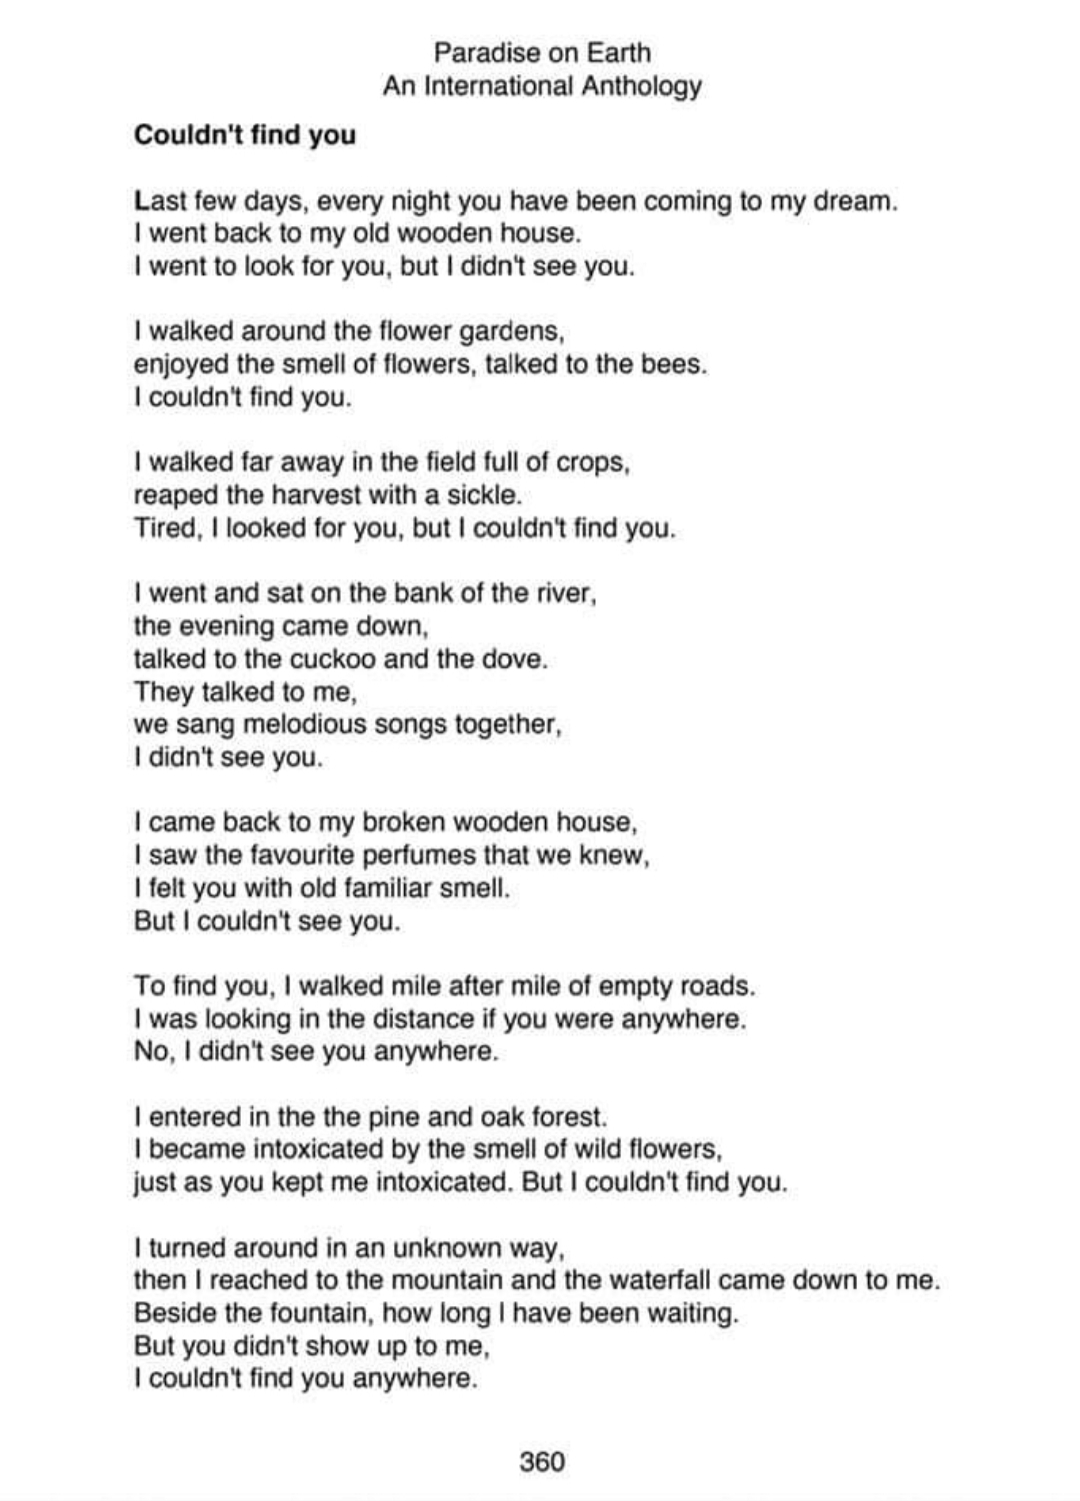 Paradise on Earth
An International Anthology
Couldn't find you
Last few days, every night you have been coming to my dream.
I went back to my old wooden house.
I went to look for you, but I didn't see you.
I walked around the flower gardens,
enjoyed the smell of flowers, talked to the bees.
I couldn't find you.
I walked far away in the field full of crops,
reaped the harvest with a sickle.
Tired, I looked for you, but I couldn't find you.
I went and sat on the bank of the river,
the evening came down,
talked to the cuckoo and the dove.
They talked to me,
we sang melodious songs together,
I didn't see you.
I came back to my broken wooden house,
I saw the favourite perfumes that we knew,
I felt you with old familiar smell.
But I couldn't see you.
To find you, I walked mile after mile of empty roads.
I was looking in the distance if you were anywhere.
No, I didn't see you anywhere.
I entered in the the pine and oak forest.
I became intoxicated by the smell of wild flowers,
just as you kept me intoxicated. But I couldn't find you.
I turned around in an unknown way,
then I reached to the mountain and the waterfall came down to me.
Beside the fountain, how long I have been waiting.
But you didn't show up to me,
I couldn't find you anywhere.
360